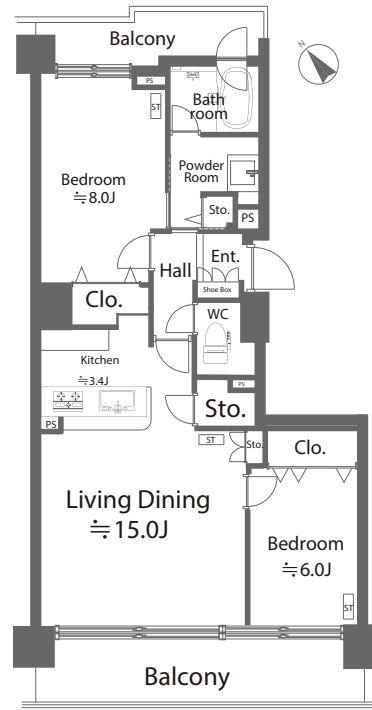 Balcony
N
PS
ST
Bath
room
Bedroom
≒8.0J
Powder
Room
Sto.
PS
Hall
Ent.
Shoe Box
Clo.
WC
Kitchen
≒3.4J
PS
Sto.
PS
ST
Sto.
Clo.
Living Dining
≒15.0J
Bedroom
≒6.0J
ST
Balcony